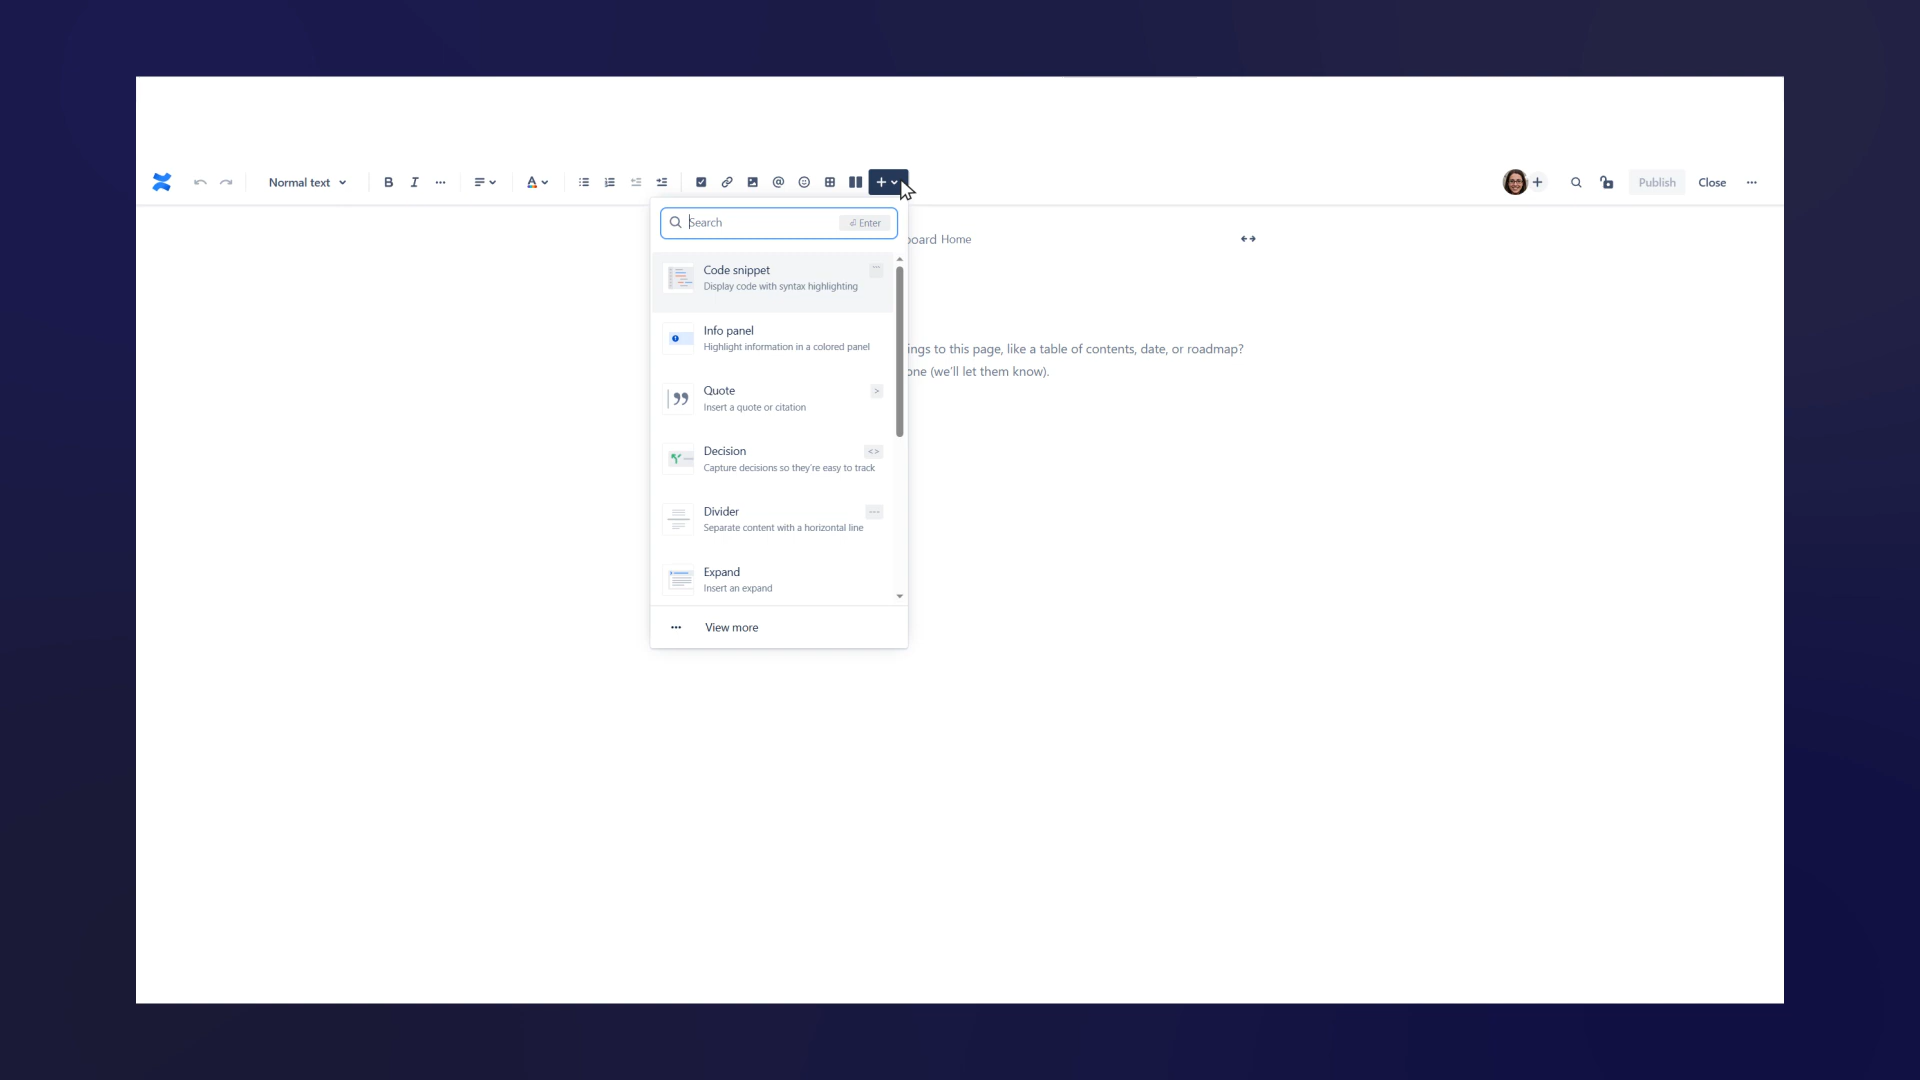 Normal text
B
I
A
@
Publish
Close
Search
Enter
board Home
Code snippet
```
Display code with syntax highlighting
Info panel
Highlight information in a colored panel
ings to this page, like a table of contents, date, or roadmap?
one (we'll let them know).
Quote
>
Insert a quote or citation
Decision
<>
Capture decisions so they're easy to track
Divider
---
Separate content with a horizontal line
Expand
Insert an expand
View more